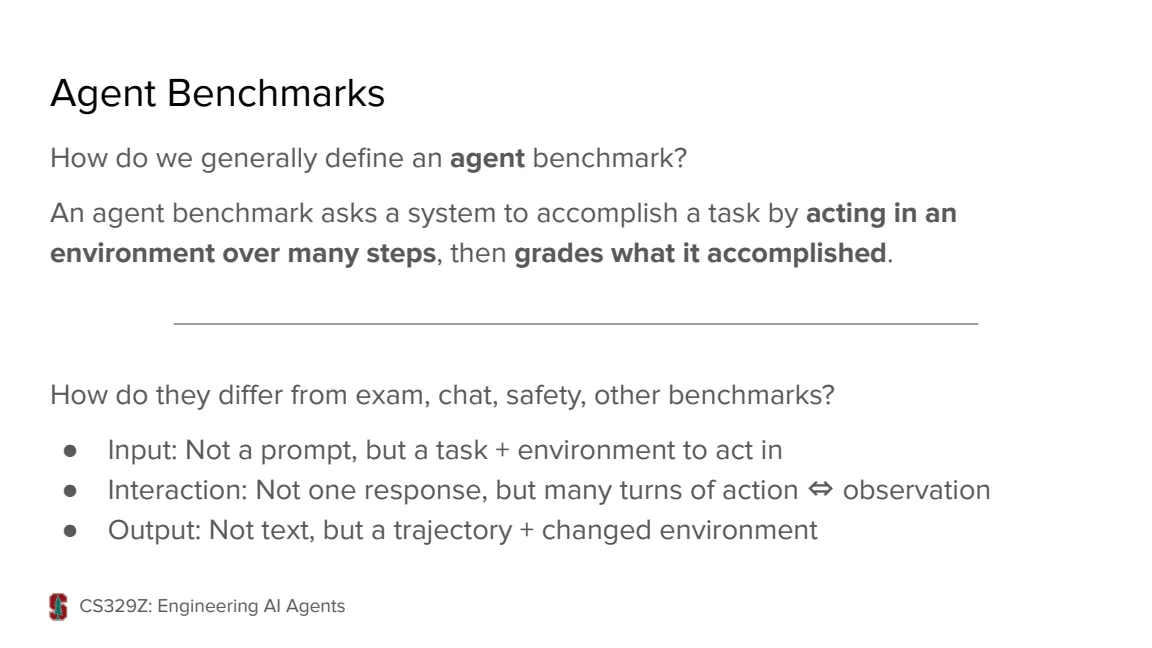 Agent Benchmarks
How do we generally define an agent benchmark?
An agent benchmark asks a system to accomplish a task by acting in an
environment over many steps, then grades what it accomplished.
How do they differ from exam, chat, safety, other benchmarks?
● Input: Not a prompt, but a task + environment to act in
● Interaction: Not one response, but many turns of action ⇔ observation
● Output: Not text, but a trajectory + changed environment
CS329Z: Engineering AI Agents